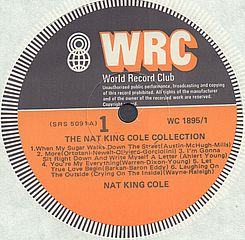 WRC
World Record Club
Unauthorised public performance, broadcasting and copying
of this record prohibited. All rights of the manufacturer
and of the owner of the recorded work are reserved.
Copyright
(SRS 5091A) 1 WC 1895/1
THE NAT KING COLE COLLECTION
1.When My Sugar Walks Down The Street(Austin-McHugh-Mills)
2. More(Ortolani-Newell-Oliviero-Gorciolini) 3. I'm Gonna
Sit Right Down And Write Myself A Letter (Ahlert Young)
4. You're My Everything(Warren-Dixon-Young) 5. Let
True Love Begin(Barkan-Baron Eddy) 6. Laughing On
The Outside (Crying On The Inside)(Wayne-Raleigh)
NAT KING COLE